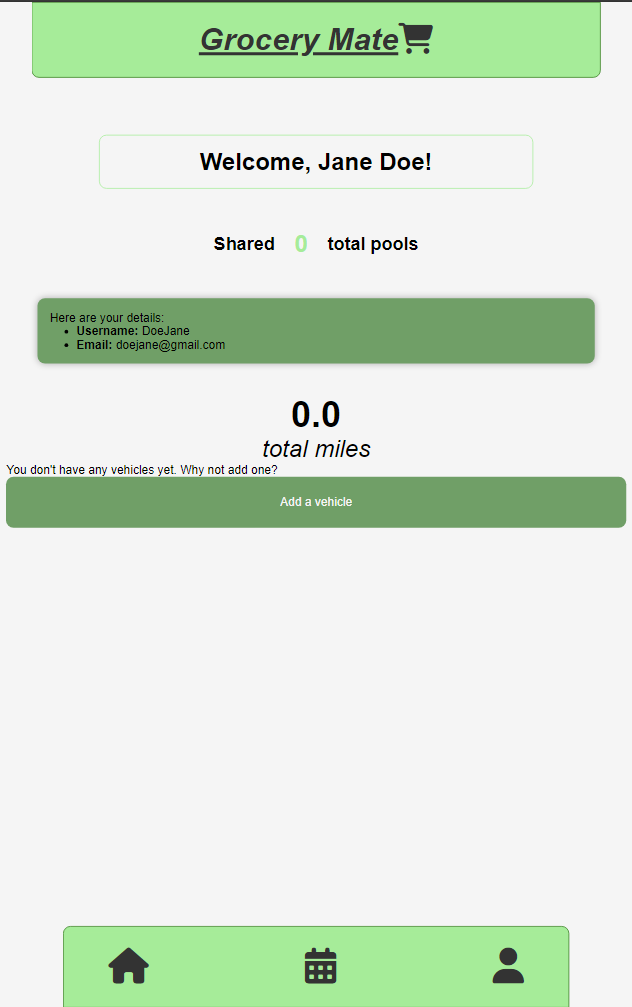 Grocery Mate
Welcome, Jane Doe!
Shared 0 total pools
Here are your details:
• Username: DoeJane
• Email: doejane@gmail.com
0.0
total miles
You don't have any vehicles yet. Why not add one?
Add a vehicle